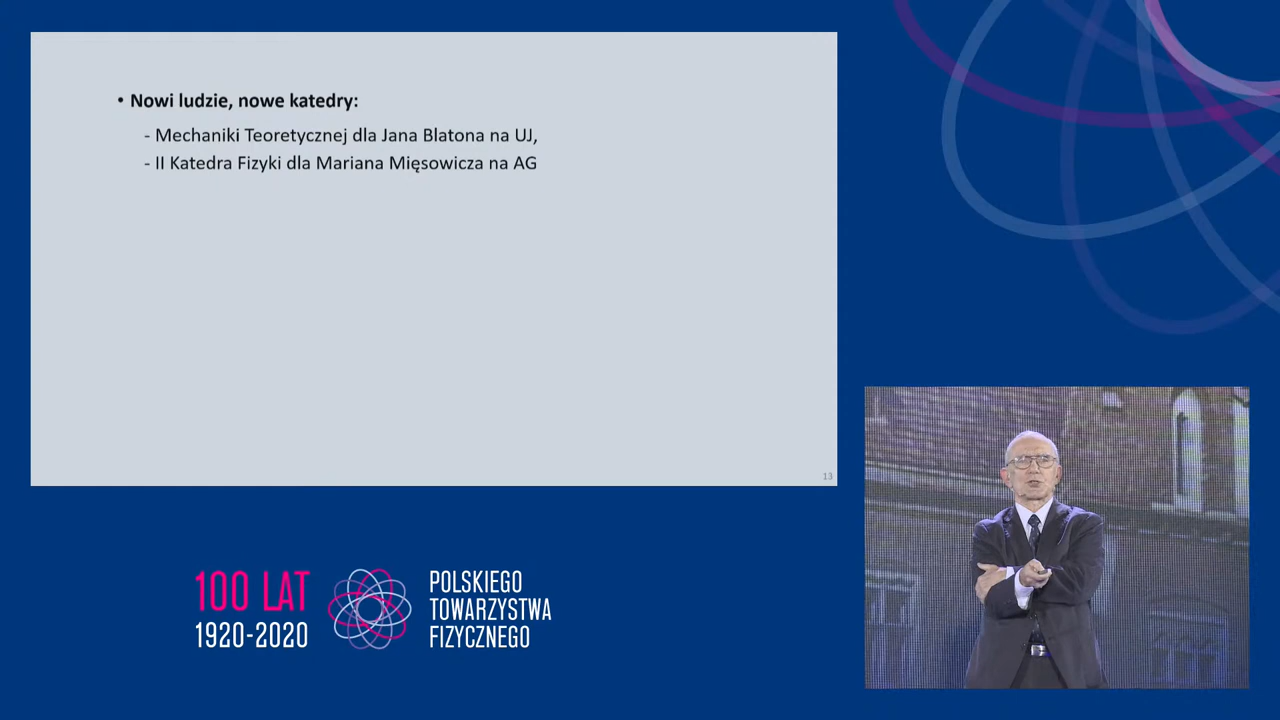 • Nowi ludzie, nowe katedry:
- Mechaniki Teoretycznej dla Jana Blatona na UJ,
- II Katedra Fizyki dla Mariana Mięsowicza na AG
13
100 LAT
1920-2020
POLSKIEGO
TOWARZYSTWA
FIZYCZNEGO